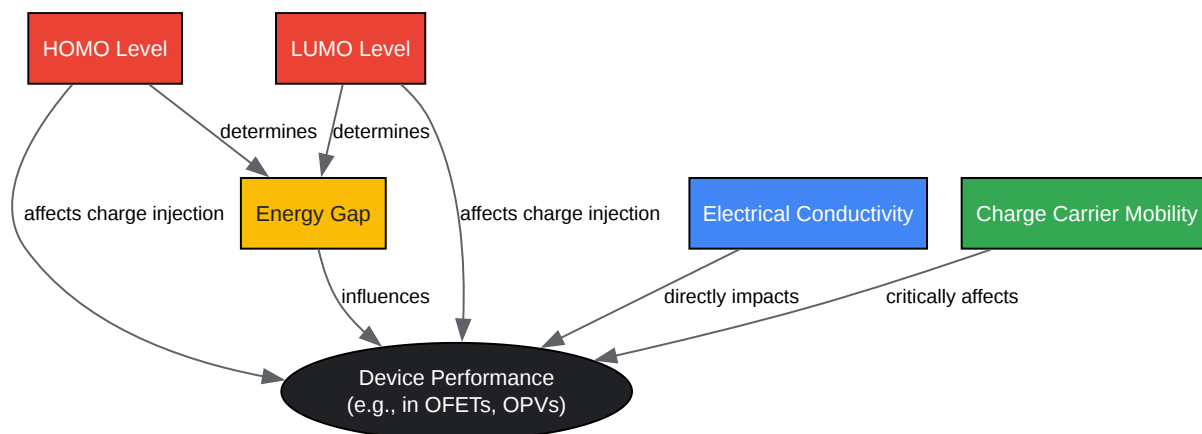 HOMO Level
LUMO Level
determines
determines
affects charge injection
Energy Gap
affects charge injection
Electrical Conductivity
Charge Carrier Mobility
influences
directly impacts
critically affects
Device Performance
(e.g., in OFETs, OPVs)